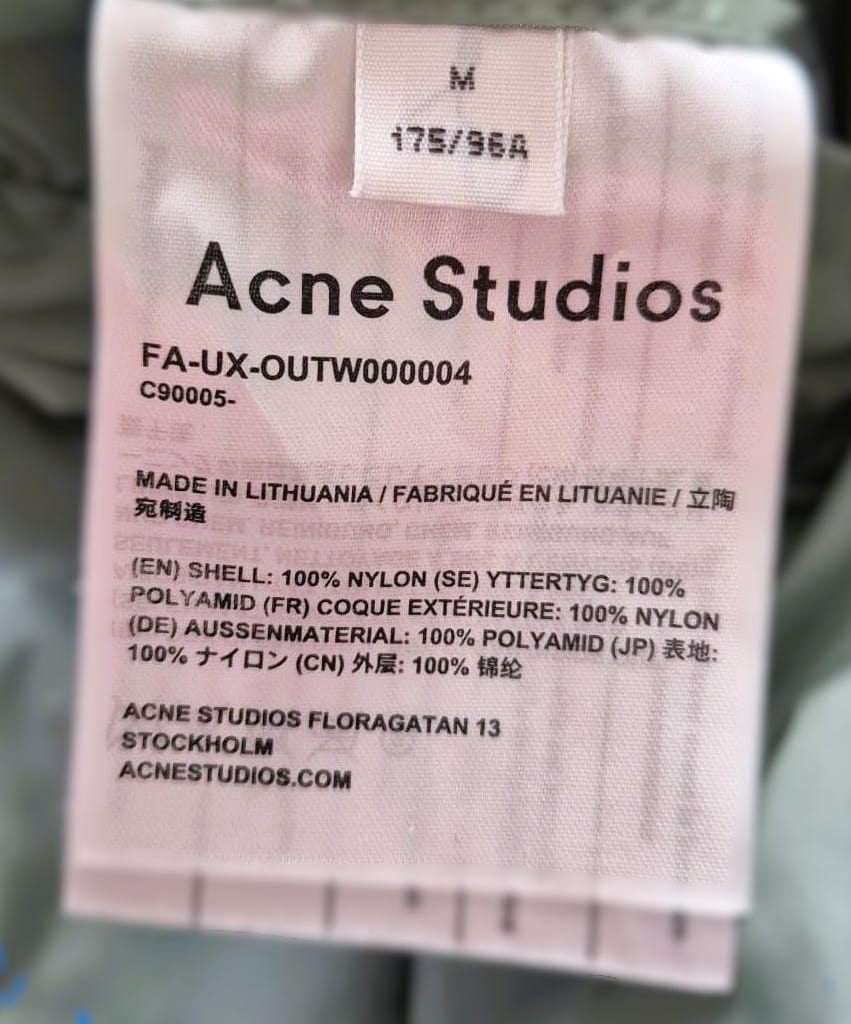 M
175/96A
Acne Studios
FA-UX-OUTW000004
C90005-
MADE IN LITHUANIA / FABRIQUÉ EN LITUANIE / 立陶
宛制造
(EN) SHELL: 100% NYLON (SE) YTTERTYG: 100%
POLYAMID (FR) COQUE EXTÉRIEURE: 100% NYLON
(DE) AUSSENMATERIAL: 100% POLYAMID (JP) 表地:
100% ナイロン (CN) 外层: 100% 锦纶
ACNE STUDIOS FLORAGATAN 13
STOCKHOLM
ACNESTUDIOS.COM